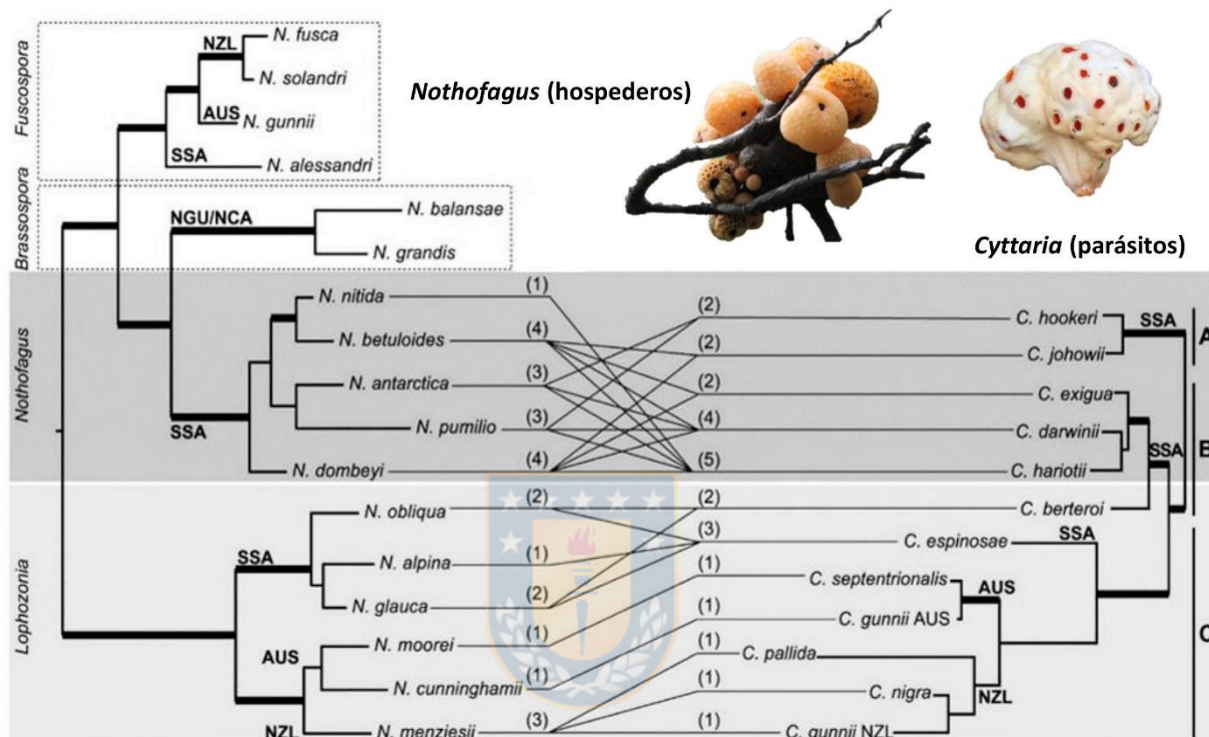 Fuscospora
NZL
N. fusca
N. solandri
AUS
N. gunnii
SSA
N. alessandri
Nothofagus (hospederos)
Cyttaria (parásitos)
Brassospora
NGU/NCA
N. balansae
N. grandis
Nothofagus
N. nitida
(1)
N. betuloides
(4)
N. antarctica
(3)
N. pumilio
(3)
SSA
N. dombeyi
(4)
(2)
C. hookeri
SSA
A
(2)
C. johowii
(2)
C. exigua
(4)
C. darwinii
SSA
(5)
C. hariotii
(2)
C. berteroi
Lophozonia
N. obliqua
(2)
SSA
N. alpina
(1)
N. glauca
(2)
N. moorei
(1)
AUS
N. cunninghamii
(1)
NZL
N. menziesii
(3)
(3)
C. espinosae
SSA
(1)
C. septentrionalis
AUS
(1)
C. gunnii AUS
(1)
C. pallida
(1)
C. nigra
NZL
(1)
C. gunnii NZL